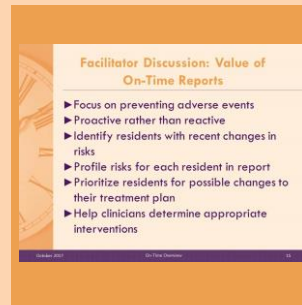 Facilitator Discussion: Value of
On-Time Reports
►Focus on preventing adverse events
►Proactive rather than reactive
►Identify residents with recent changes in
risks
►Profile risks for each resident in report
►Prioritize residents for possible changes to
their treatment plan
►Help clinicians determine appropriate
interventions
October 2017 On-Time Overview